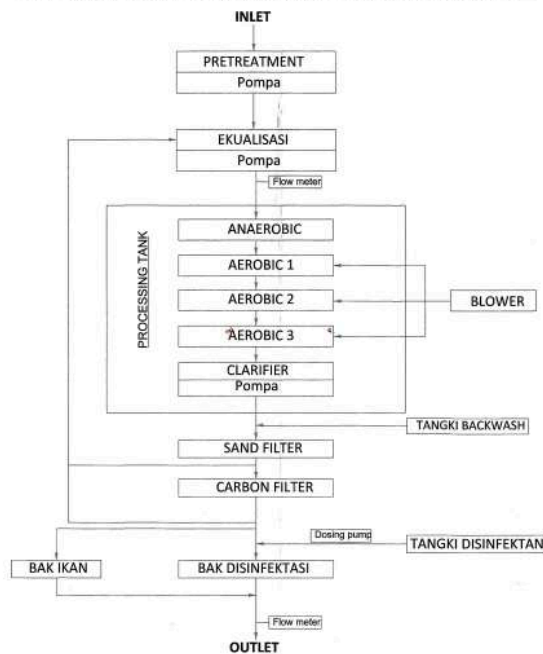 INLET
PRETREATMENT
Pompa
EKUALISASI
Pompa
Flow meter
PROCESSING TANK
ANAEROBIC
AEROBIC 1
AEROBIC 2
BLOWER
AEROBIC 3
CLARIFIER
Pompa
TANGKI BACKWASH
SAND FILTER
CARBON FILTER
Dosing pump
TANGKI DISINFEKTAN
BAK IKAN
BAK DISINFEKTASI
Flow meter
OUTLET